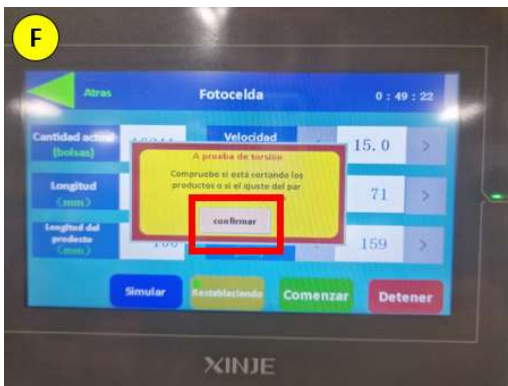 F
Atras
Fotocelda
0 : 49 : 22
Cantidad actual
(bolsas)
Velocidad
15.0
>
A prueba de torsion
Compruebe si está cortando los
productos o si el ajuste del par
confirmar
Longitud
(mm)
71
>
Longitud del
producto
(mm)
159
>
Simular
Restableciendo
Comenzar
Detener
XINJE